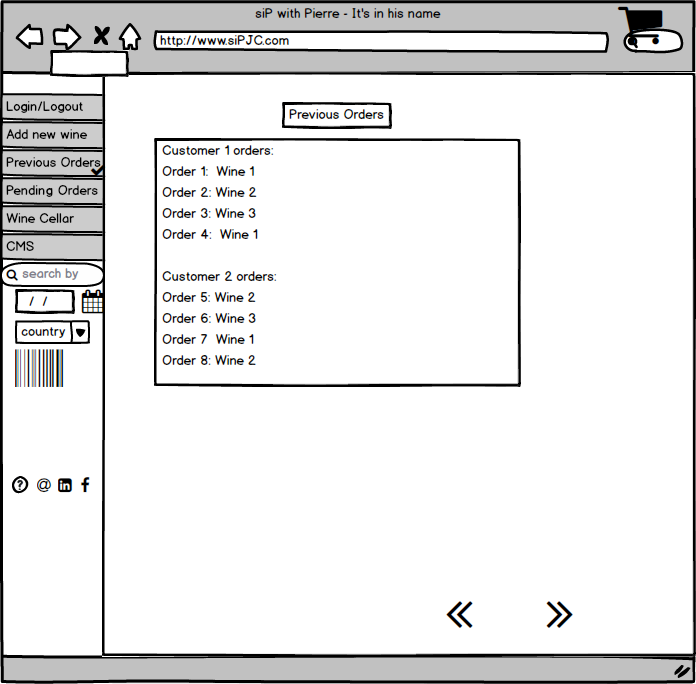 siP with Pierre - It's in his name
http://www.siPJC.com
Login/Logout
Add new wine
Previous Orders
Pending Orders
Wine Cellar
CMS
search by
/ /
country
Previous Orders
Customer 1 orders:
Order 1: Wine 1
Order 2: Wine 2
Order 3: Wine 3
Order 4: Wine 1
Customer 2 orders:
Order 5: Wine 2
Order 6: Wine 3
Order 7 Wine 1
Order 8: Wine 2
? @ in f